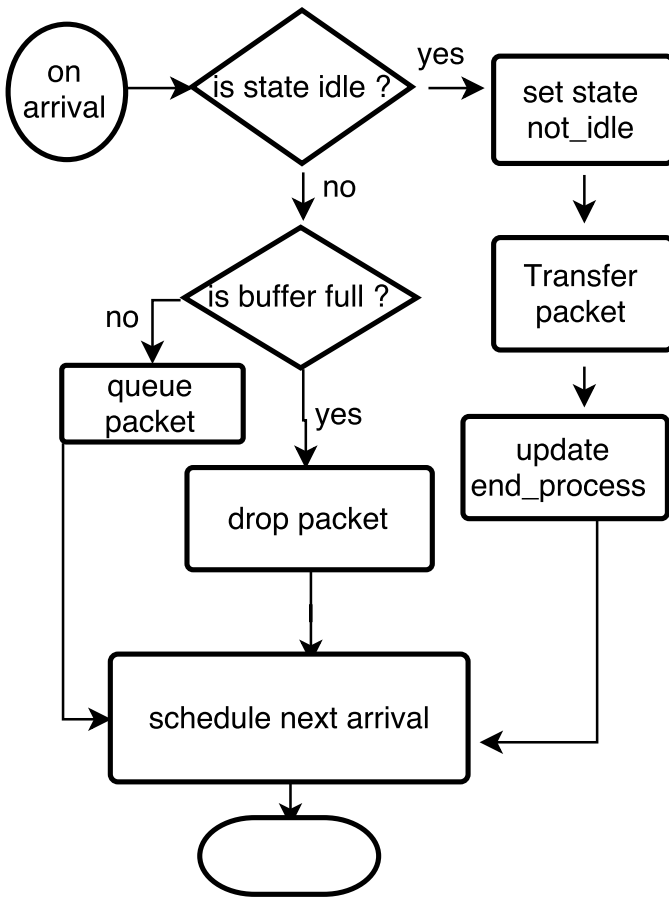 on
arrival
is state idle ?
yes
set state
not_idle
no
Transfer
packet
is buffer full ?
no
queue
packet
yes
update
end_process
drop packet
schedule next arrival